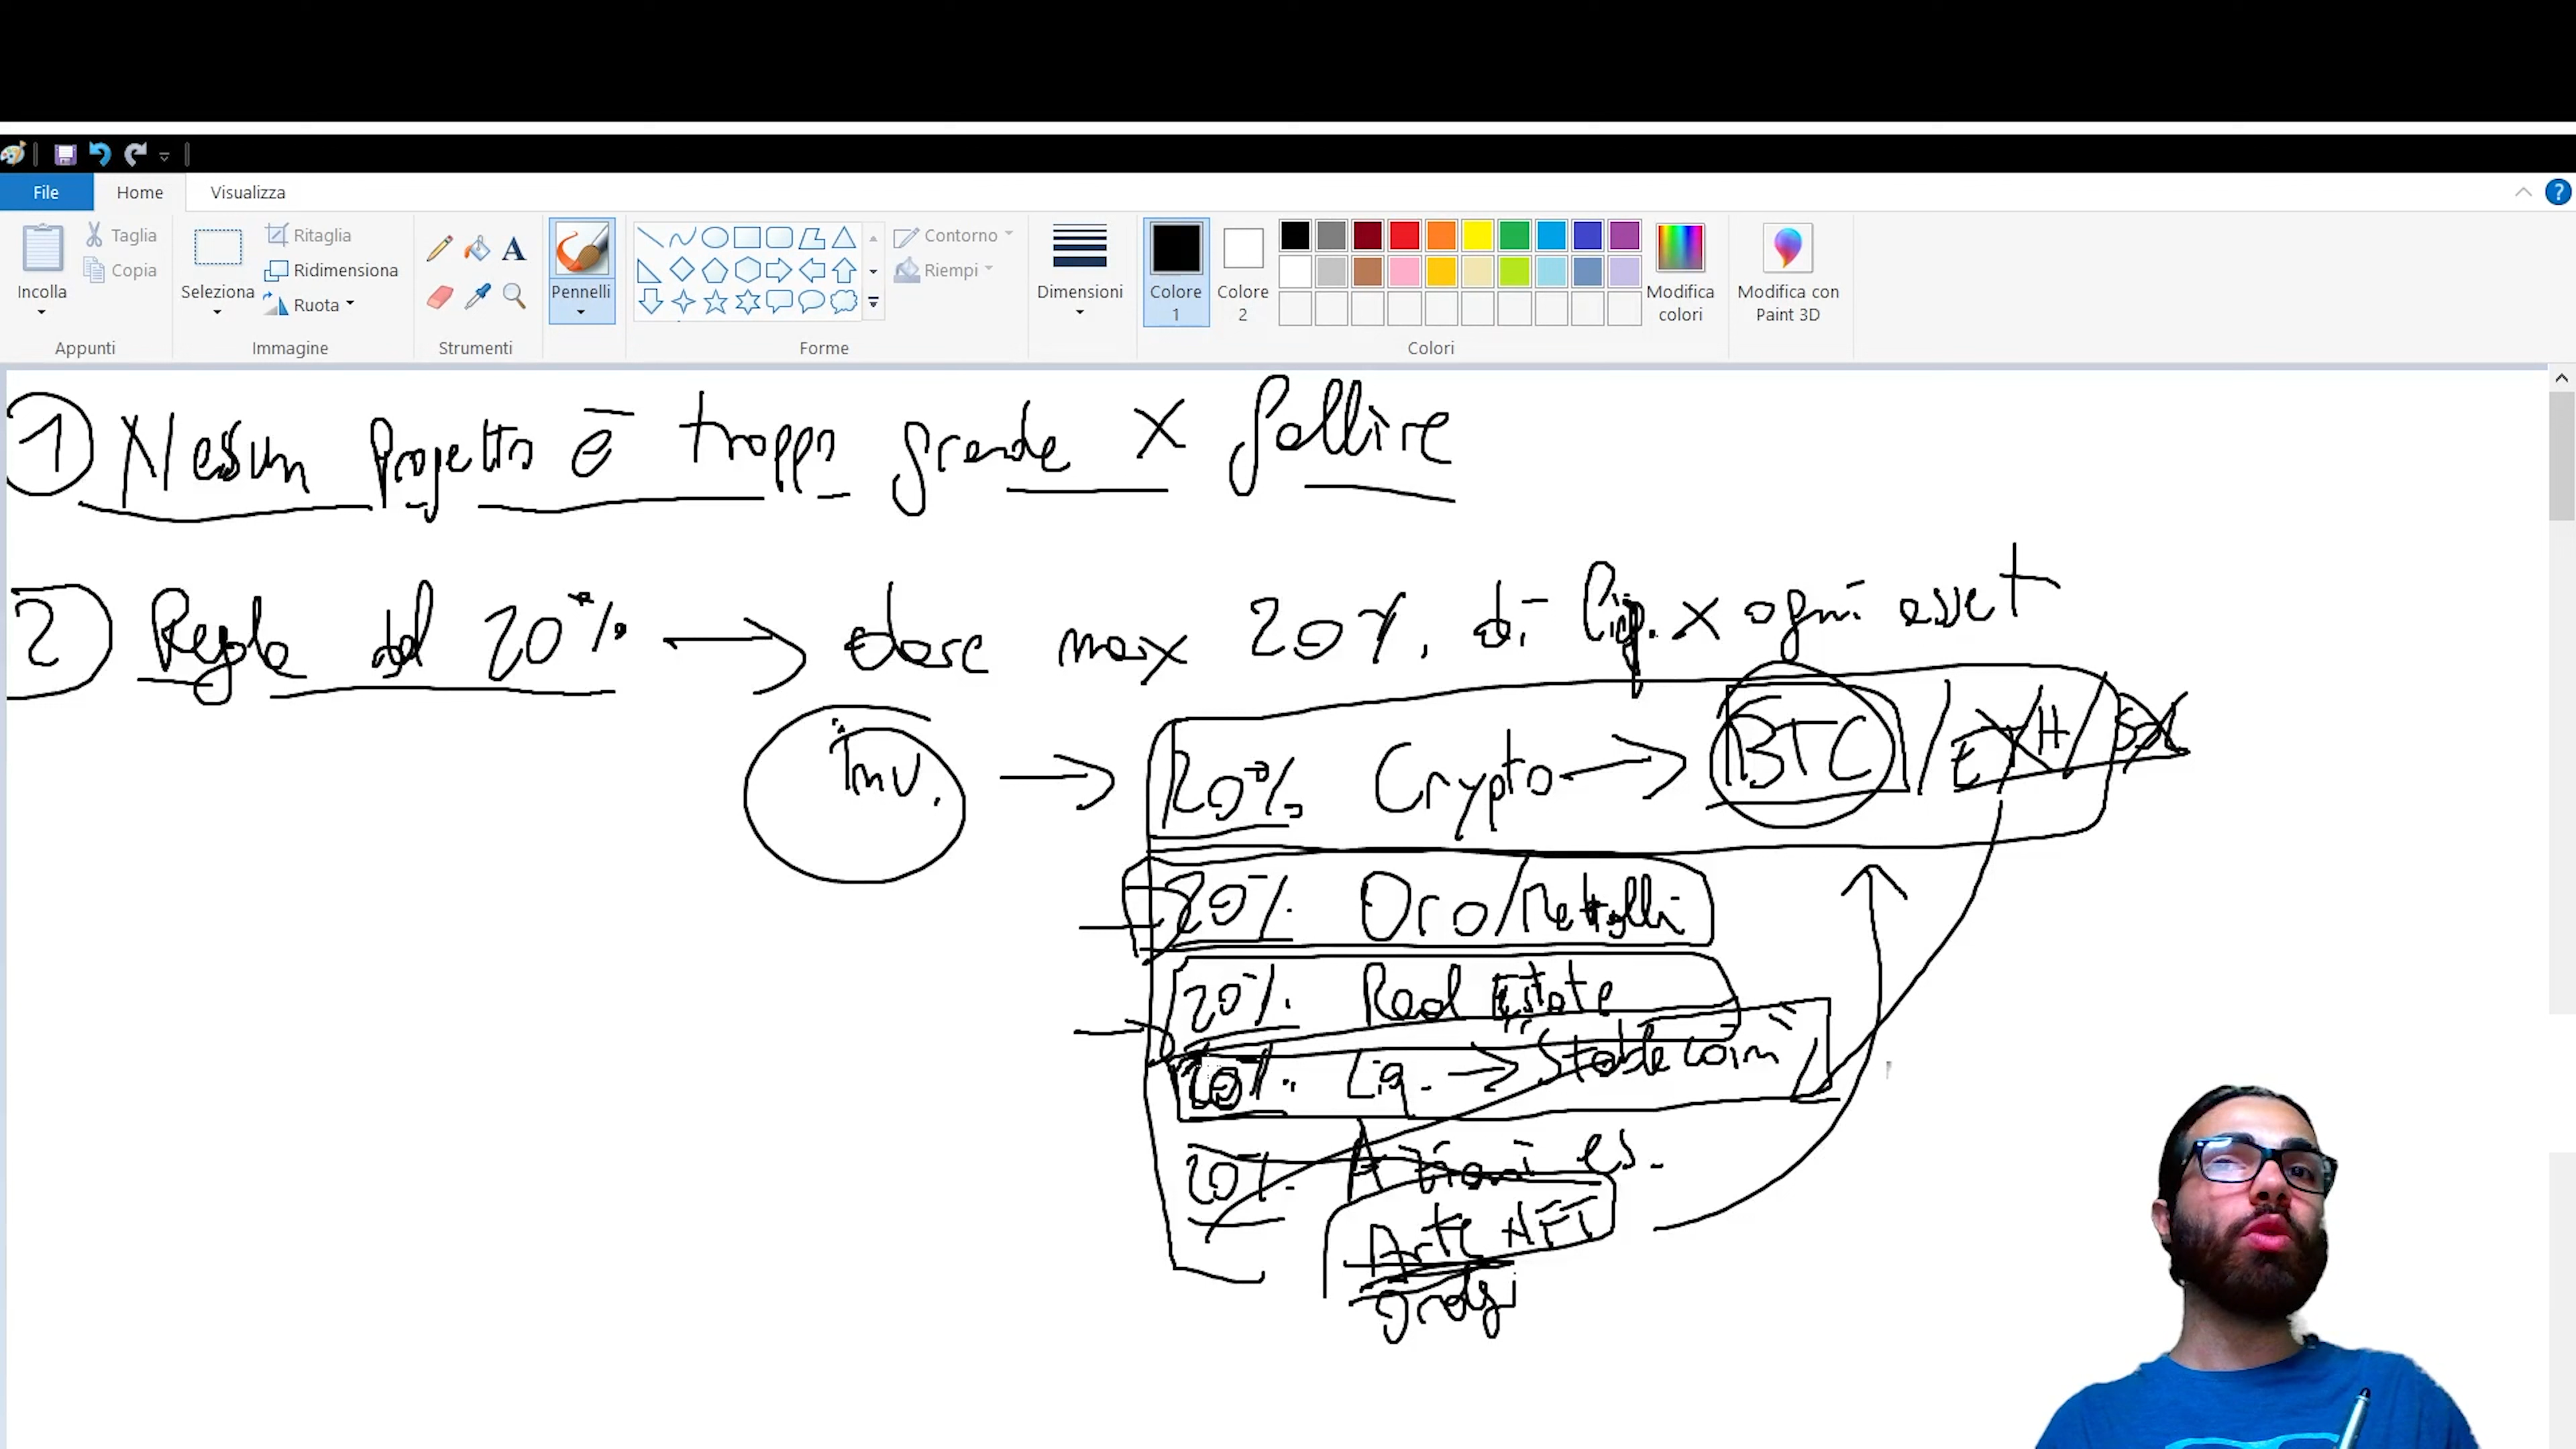 File Home Visualizza
Incolla
Taglia
Copia
Appunti
Seleziona
Ritaglia
Ridimensiona
Ruota
Immagine
A
Strumenti
Pennelli
Forme
Contorno
Riempi
Dimensioni
Colore 1
Colore 2
Modifica colori
Colori
Modifica con Paint 3D
?
1 Nessun Progetto è troppo grande X fallire
2 Regola del 20% → dose max 20% di Liq. X ogni asset
Inv. → 20% Crypto → BTC / ETH /
20% Oro/Metalli
20% Real Estate
20% Liq. → Stable coin
20% Azioni es.
Arte NFT